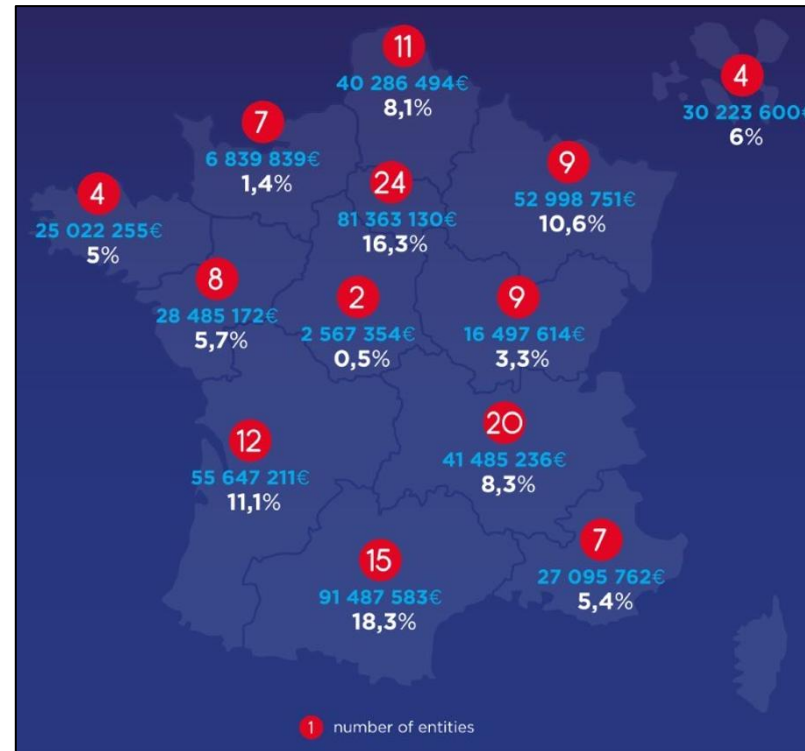 11
40 286 494€
8,1%
4
30 223 600€
6%
7
6 839 839€
1,4%
9
52 998 751€
10,6%
24
81 363 130€
16,3%
4
25 022 255€
5%
8
28 485 172€
5,7%
2
2 567 354€
0,5%
9
16 497 614€
3,3%
20
41 485 236€
8,3%
12
55 647 211€
11,1%
7
27 095 762€
5,4%
15
91 487 583€
18,3%
1 number of entities